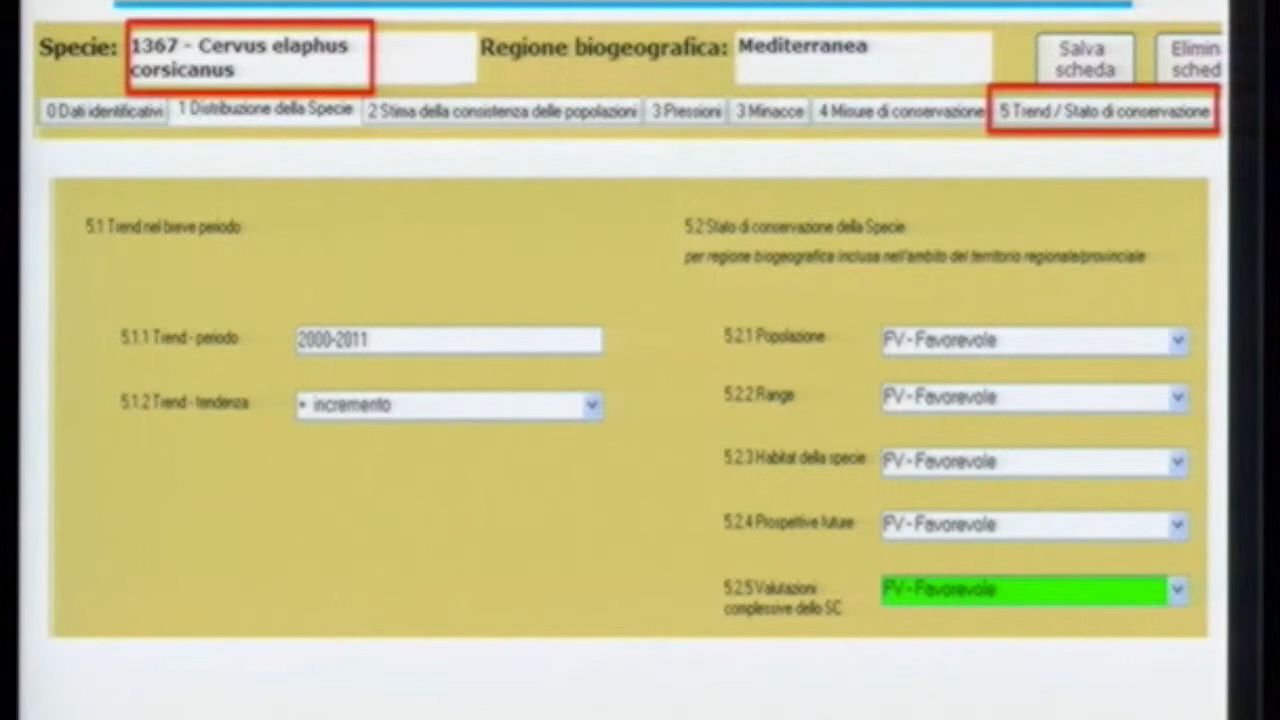 Specie: 1367 - Cervus elaphus corsicanus Regione biogeografica: Mediterranea Salva scheda Elimin sched
0 Dati identificativi 1 Distribuzione della Specie 2 Stima della consistenza delle popolazioni 3 Pressioni 3 Minacce 4 Misure di conservazione 5 Trend / Stato di conservazione
5.1 Trend nel breve periodo
5.2 Stato di conservazione della Specie
per regione biogeografica inclusa nell'ambito del territorio regionale/provinciale
5.1.1 Trend - periodo 2000-2011
5.2.1 Popolazione FV - Favorevole
5.1.2 Trend - tendenza + incremento
5.2.2 Range FV - Favorevole
5.2.3 Habitat della specie FV - Favorevole
5.2.4 Prospettive future FV - Favorevole
5.2.5 Valutazioni complessive dello SC FV - Favorevole